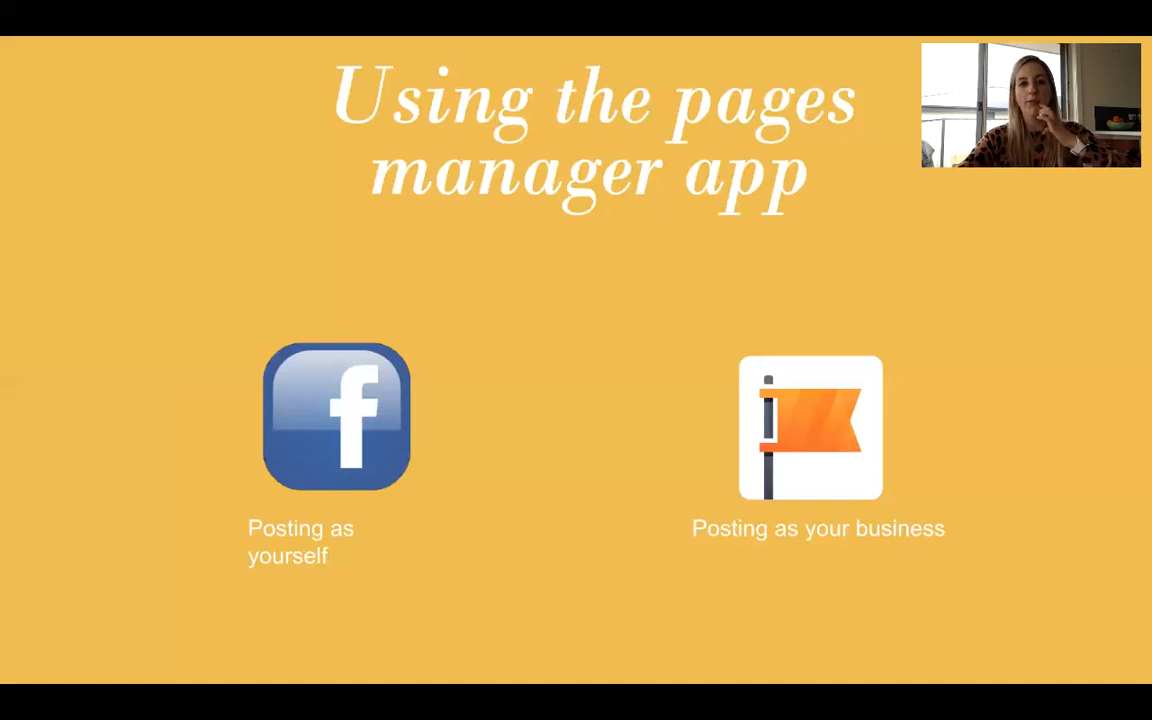 Using the pages
manager app
f
Posting as
yourself
Posting as your business